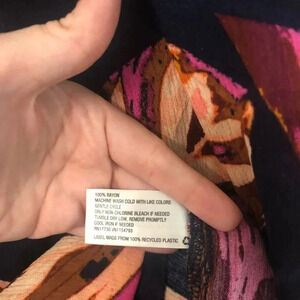 100% RAYON
MACHINE WASH COLD WITH LIKE COLORS
GENTLY CYCLE
ONLY NON-CHLORINE BLEACH IF NEEDED
TUMBLE DRY LOW, REMOVE PROMPTLY
COOL IRON IF NEEDED
LABEL MADE FROM 100% RECYCLED PLASTIC